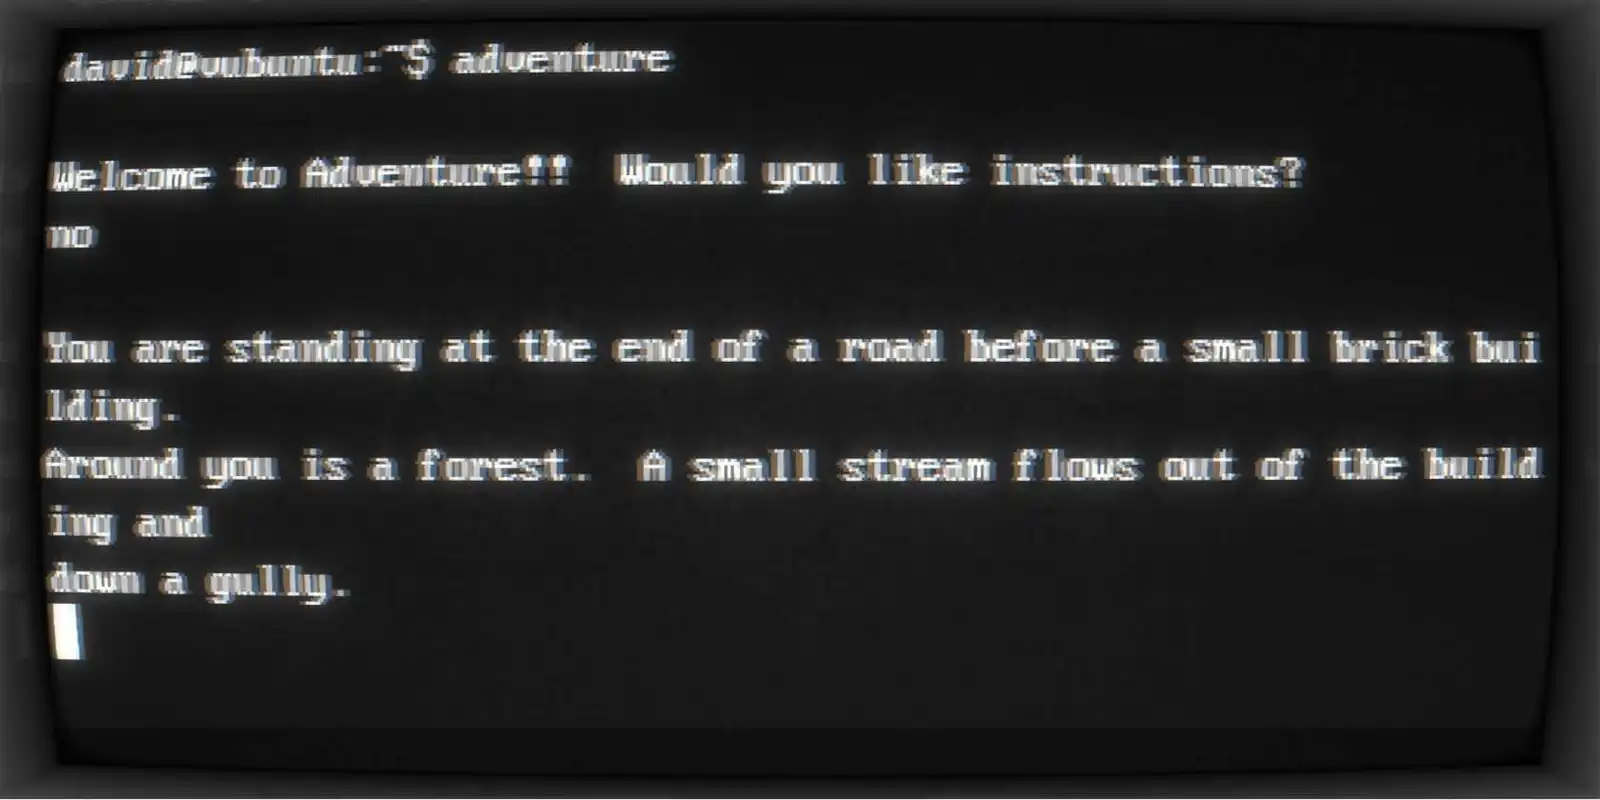 david@vubuntu:~$ adventure
Welcome to Adventure!!  Would you like instructions?
no
You are standing at the end of a road before a small brick bui
lding.
Around you is a forest.  A small stream flows out of the build
ing and
down a gully.